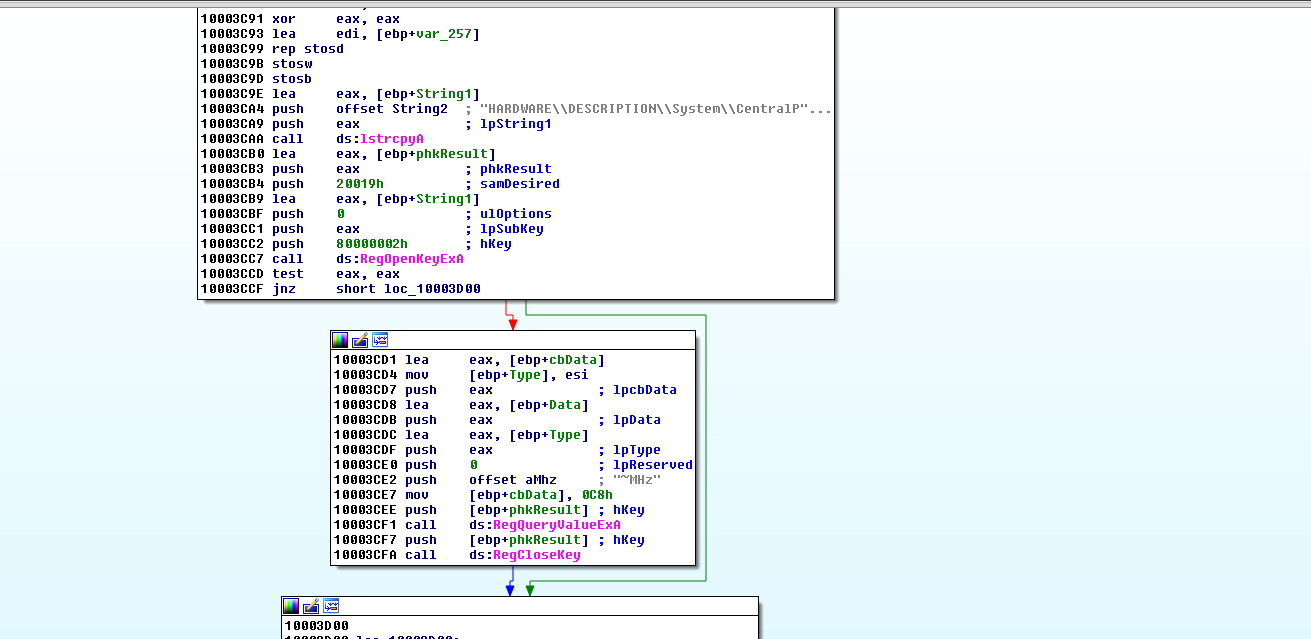 10003C91 xor eax, eax
10003C93 lea edi, [ebp+var_257]
10003C99 rep stosd
10003C9B stosw
10003C9D stosb
10003C9E lea eax, [ebp+String1]
10003CA4 push offset String2 ; "HARDWARE\\DESCRIPTION\\System\\CentralP"...
10003CA9 push eax ; lpString1
10003CAA call ds:lstrcpyA
10003CB0 lea eax, [ebp+phkResult]
10003CB3 push eax ; phkResult
10003CB4 push 20019h ; samDesired
10003CB9 lea eax, [ebp+String1]
10003CBF push 0 ; ulOptions
10003CC1 push eax ; lpSubKey
10003CC2 push 80000002h ; hKey
10003CC7 call ds:RegOpenKeyExA
10003CCD test eax, eax
10003CCF jnz short loc_10003D00
10003CD1 lea eax, [ebp+cbData]
10003CD4 mov [ebp+Type], esi
10003CD7 push eax ; lpcbData
10003CD8 lea eax, [ebp+Data]
10003CDB push eax ; lpData
10003CDC lea eax, [ebp+Type]
10003CDF push eax ; lpType
10003CE0 push 0 ; lpReserved
10003CE2 push offset aMhz ; "~MHz"
10003CE7 mov [ebp+cbData], 0C8h
10003CEE push [ebp+phkResult] ; hKey
10003CF1 call ds:RegQueryValueExA
10003CF7 push [ebp+phkResult] ; hKey
10003CFA call ds:RegCloseKey
10003D00
10003D00 loc_10003D00: